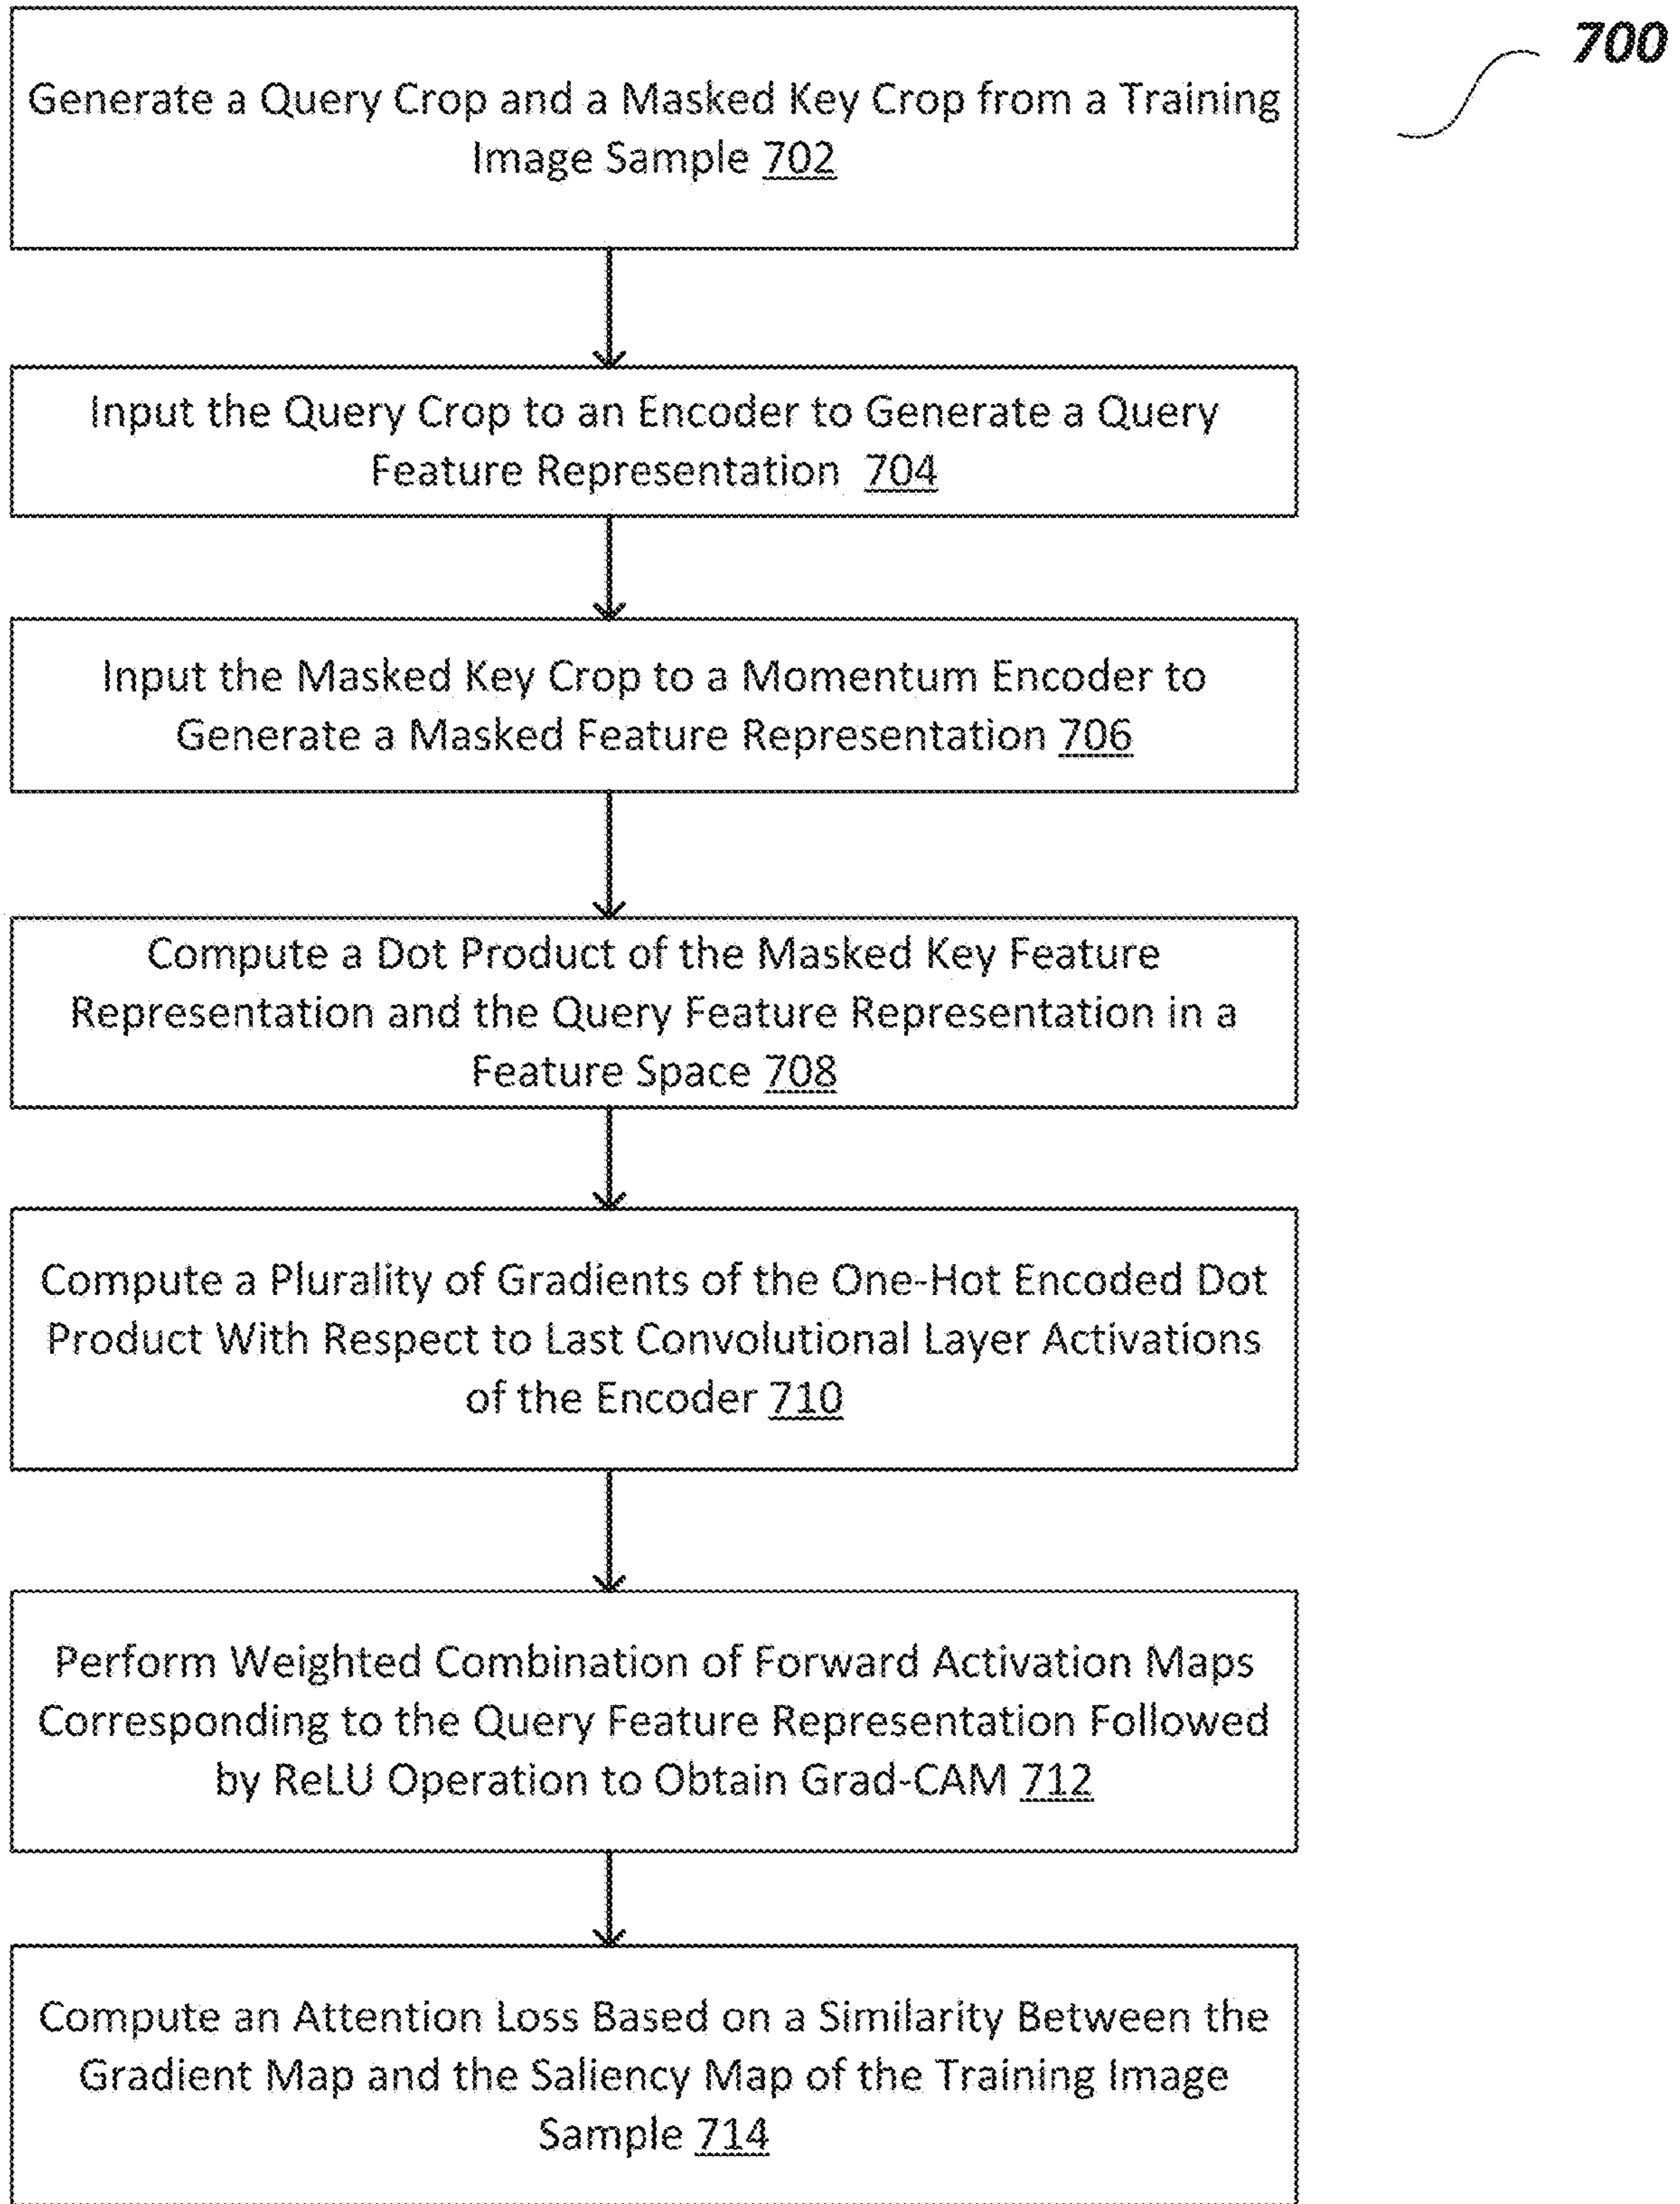 700
Generate a Query Crop and a Masked Key Crop from a Training
Image Sample 702
Input the Query Crop to an Encoder to Generate a Query
Feature Representation 704
Input the Masked Key Crop to a Momentum Encoder to
Generate a Masked Feature Representation 706
Compute a Dot Product of the Masked Key Feature
Representation and the Query Feature Representation in a
Feature Space 708
Compute a Plurality of Gradients of the One-Hot Encoded Dot
Product With Respect to Last Convolutional Layer Activations
of the Encoder 710
Perform Weighted Combination of Forward Activation Maps
Corresponding to the Query Feature Representation Followed
by ReLU Operation to Obtain Grad-CAM 712
Compute an Attention Loss Based on a Similarity Between the
Gradient Map and the Saliency Map of the Training Image
Sample 714